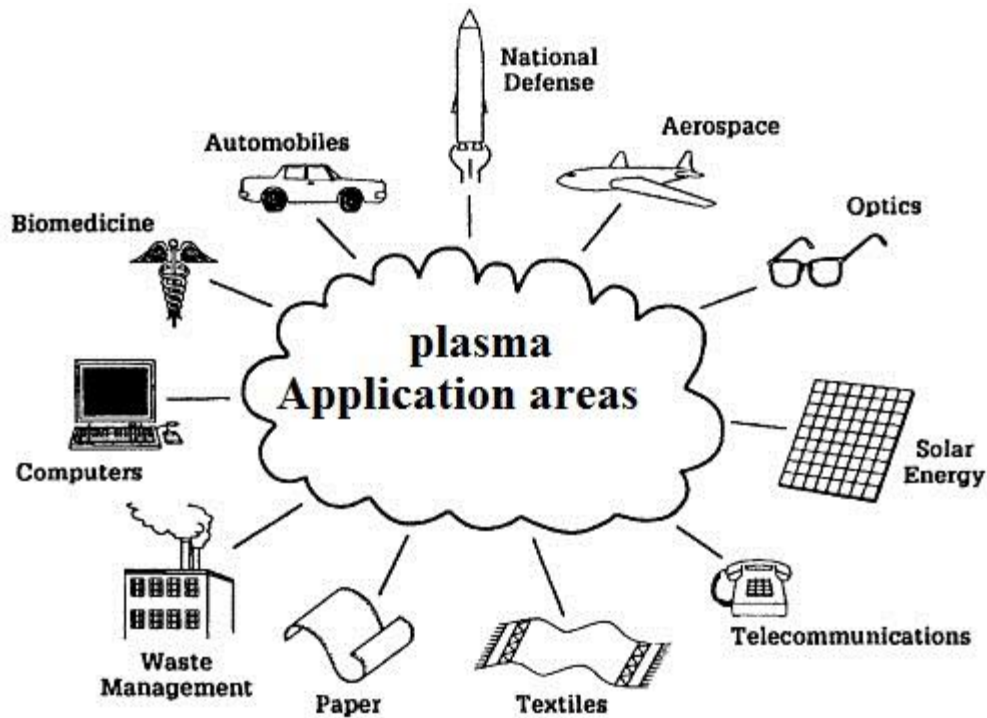 National
Defense
Automobiles
Aerospace
Biomedicine
Optics
plasma
Application areas
Computers
Solar
Energy
Waste
Management
Paper
Textiles
Telecommunications